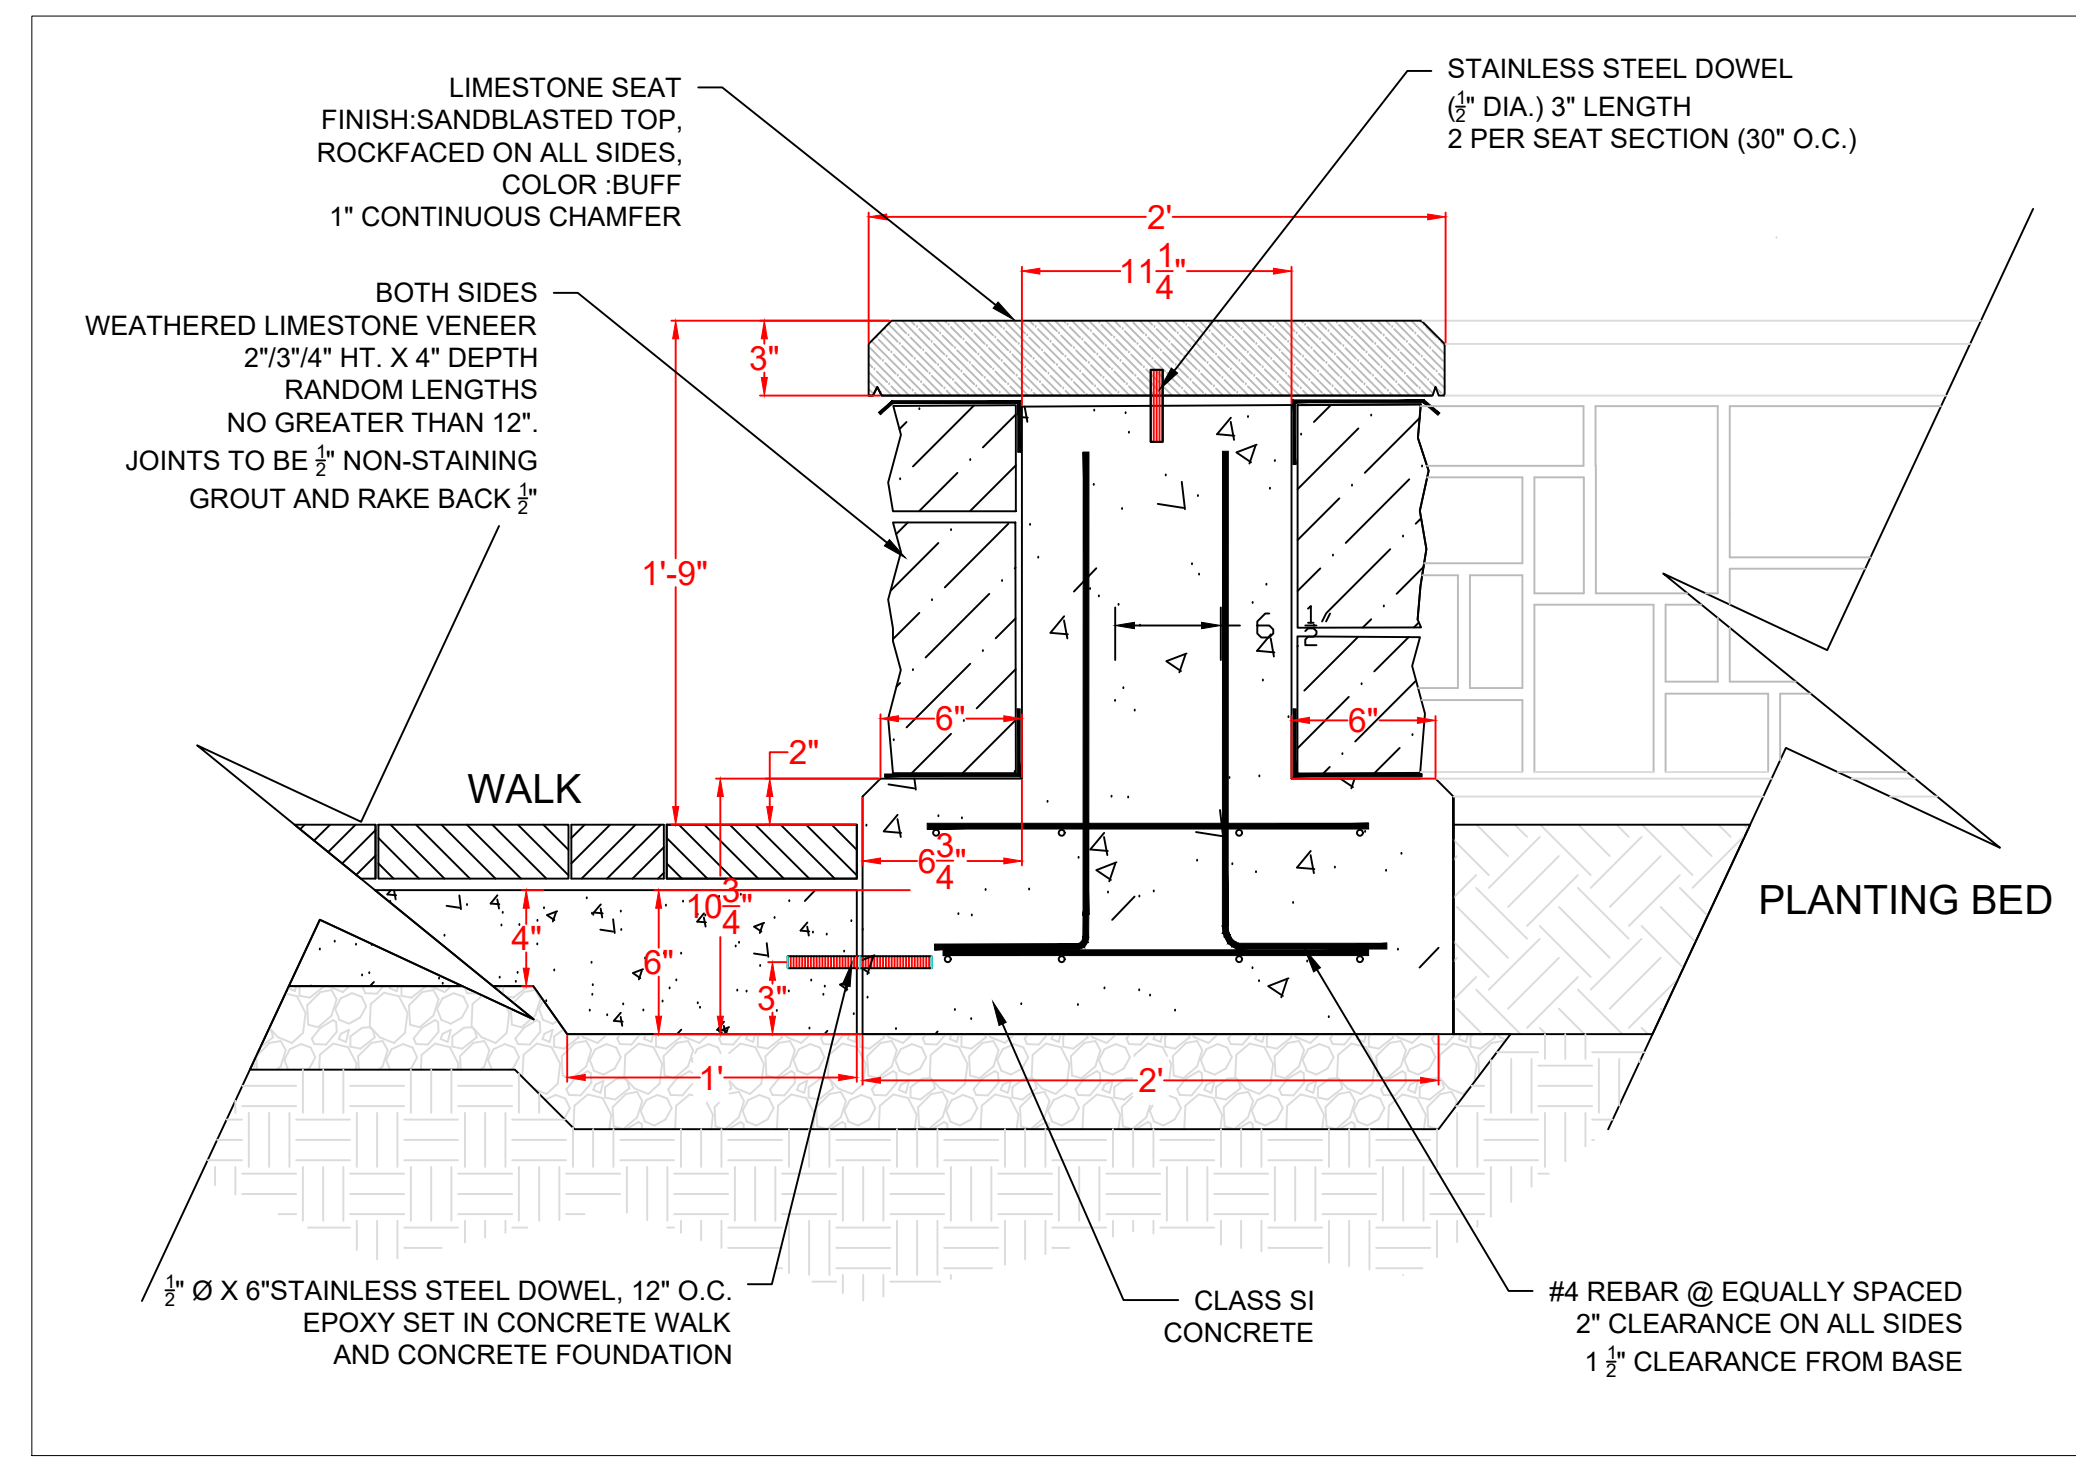 LIMESTONE SEAT
FINISH:SANDBLASTED TOP,
ROCKFACED ON ALL SIDES,
COLOR :BUFF
1" CONTINUOUS CHAMFER
STAINLESS STEEL DOWEL
(½" DIA.) 3" LENGTH
2 PER SEAT SECTION (30" O.C.)
BOTH SIDES
WEATHERED LIMESTONE VENEER
2"/3"/4" HT. X 4" DEPTH
RANDOM LENGTHS
NO GREATER THAN 12".
JOINTS TO BE ½" NON-STAINING
GROUT AND RAKE BACK ½"
2'
11¼"
3"
1'-9"
6 ½"
6"
6"
2"
WALK
6¾"
10¾"
4"
6"
3"
PLANTING BED
1'
2'
½" Ø X 6"STAINLESS STEEL DOWEL, 12" O.C.
EPOXY SET IN CONCRETE WALK
AND CONCRETE FOUNDATION
CLASS SI
CONCRETE
#4 REBAR @ EQUALLY SPACED
2" CLEARANCE ON ALL SIDES
1 ½" CLEARANCE FROM BASE